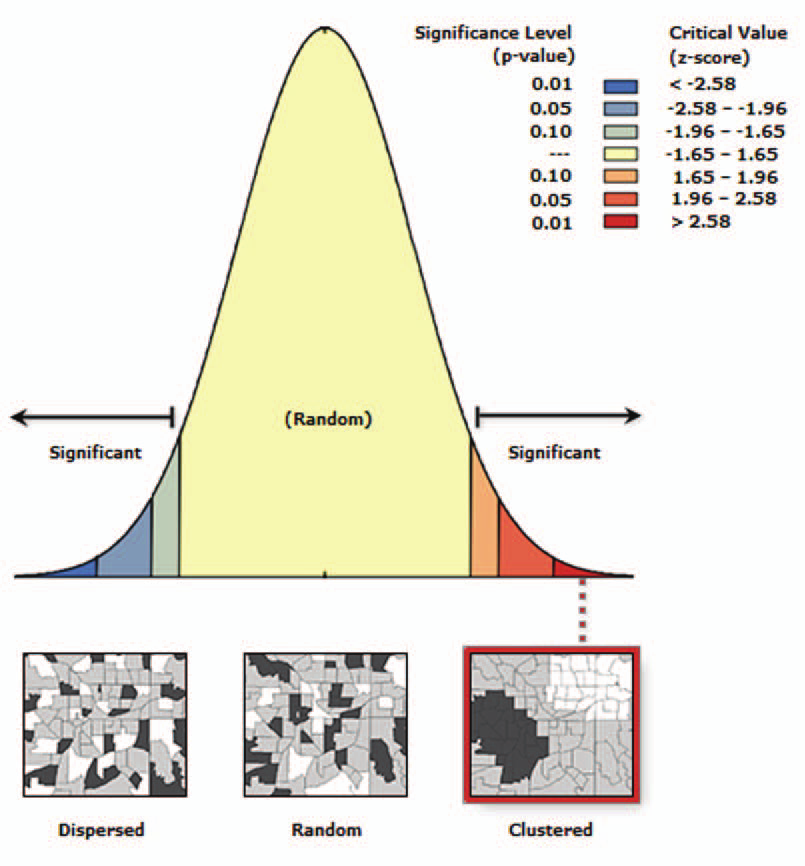 Significance Level (p-value)
Critical Value (z-score)
0.01 < -2.58
0.05 -2.58 – -1.96
0.10 -1.96 – -1.65
--- -1.65 – 1.65
0.10 1.65 – 1.96
0.05 1.96 – 2.58
0.01 > 2.58
(Random)
Significant
Significant
Dispersed
Random
Clustered